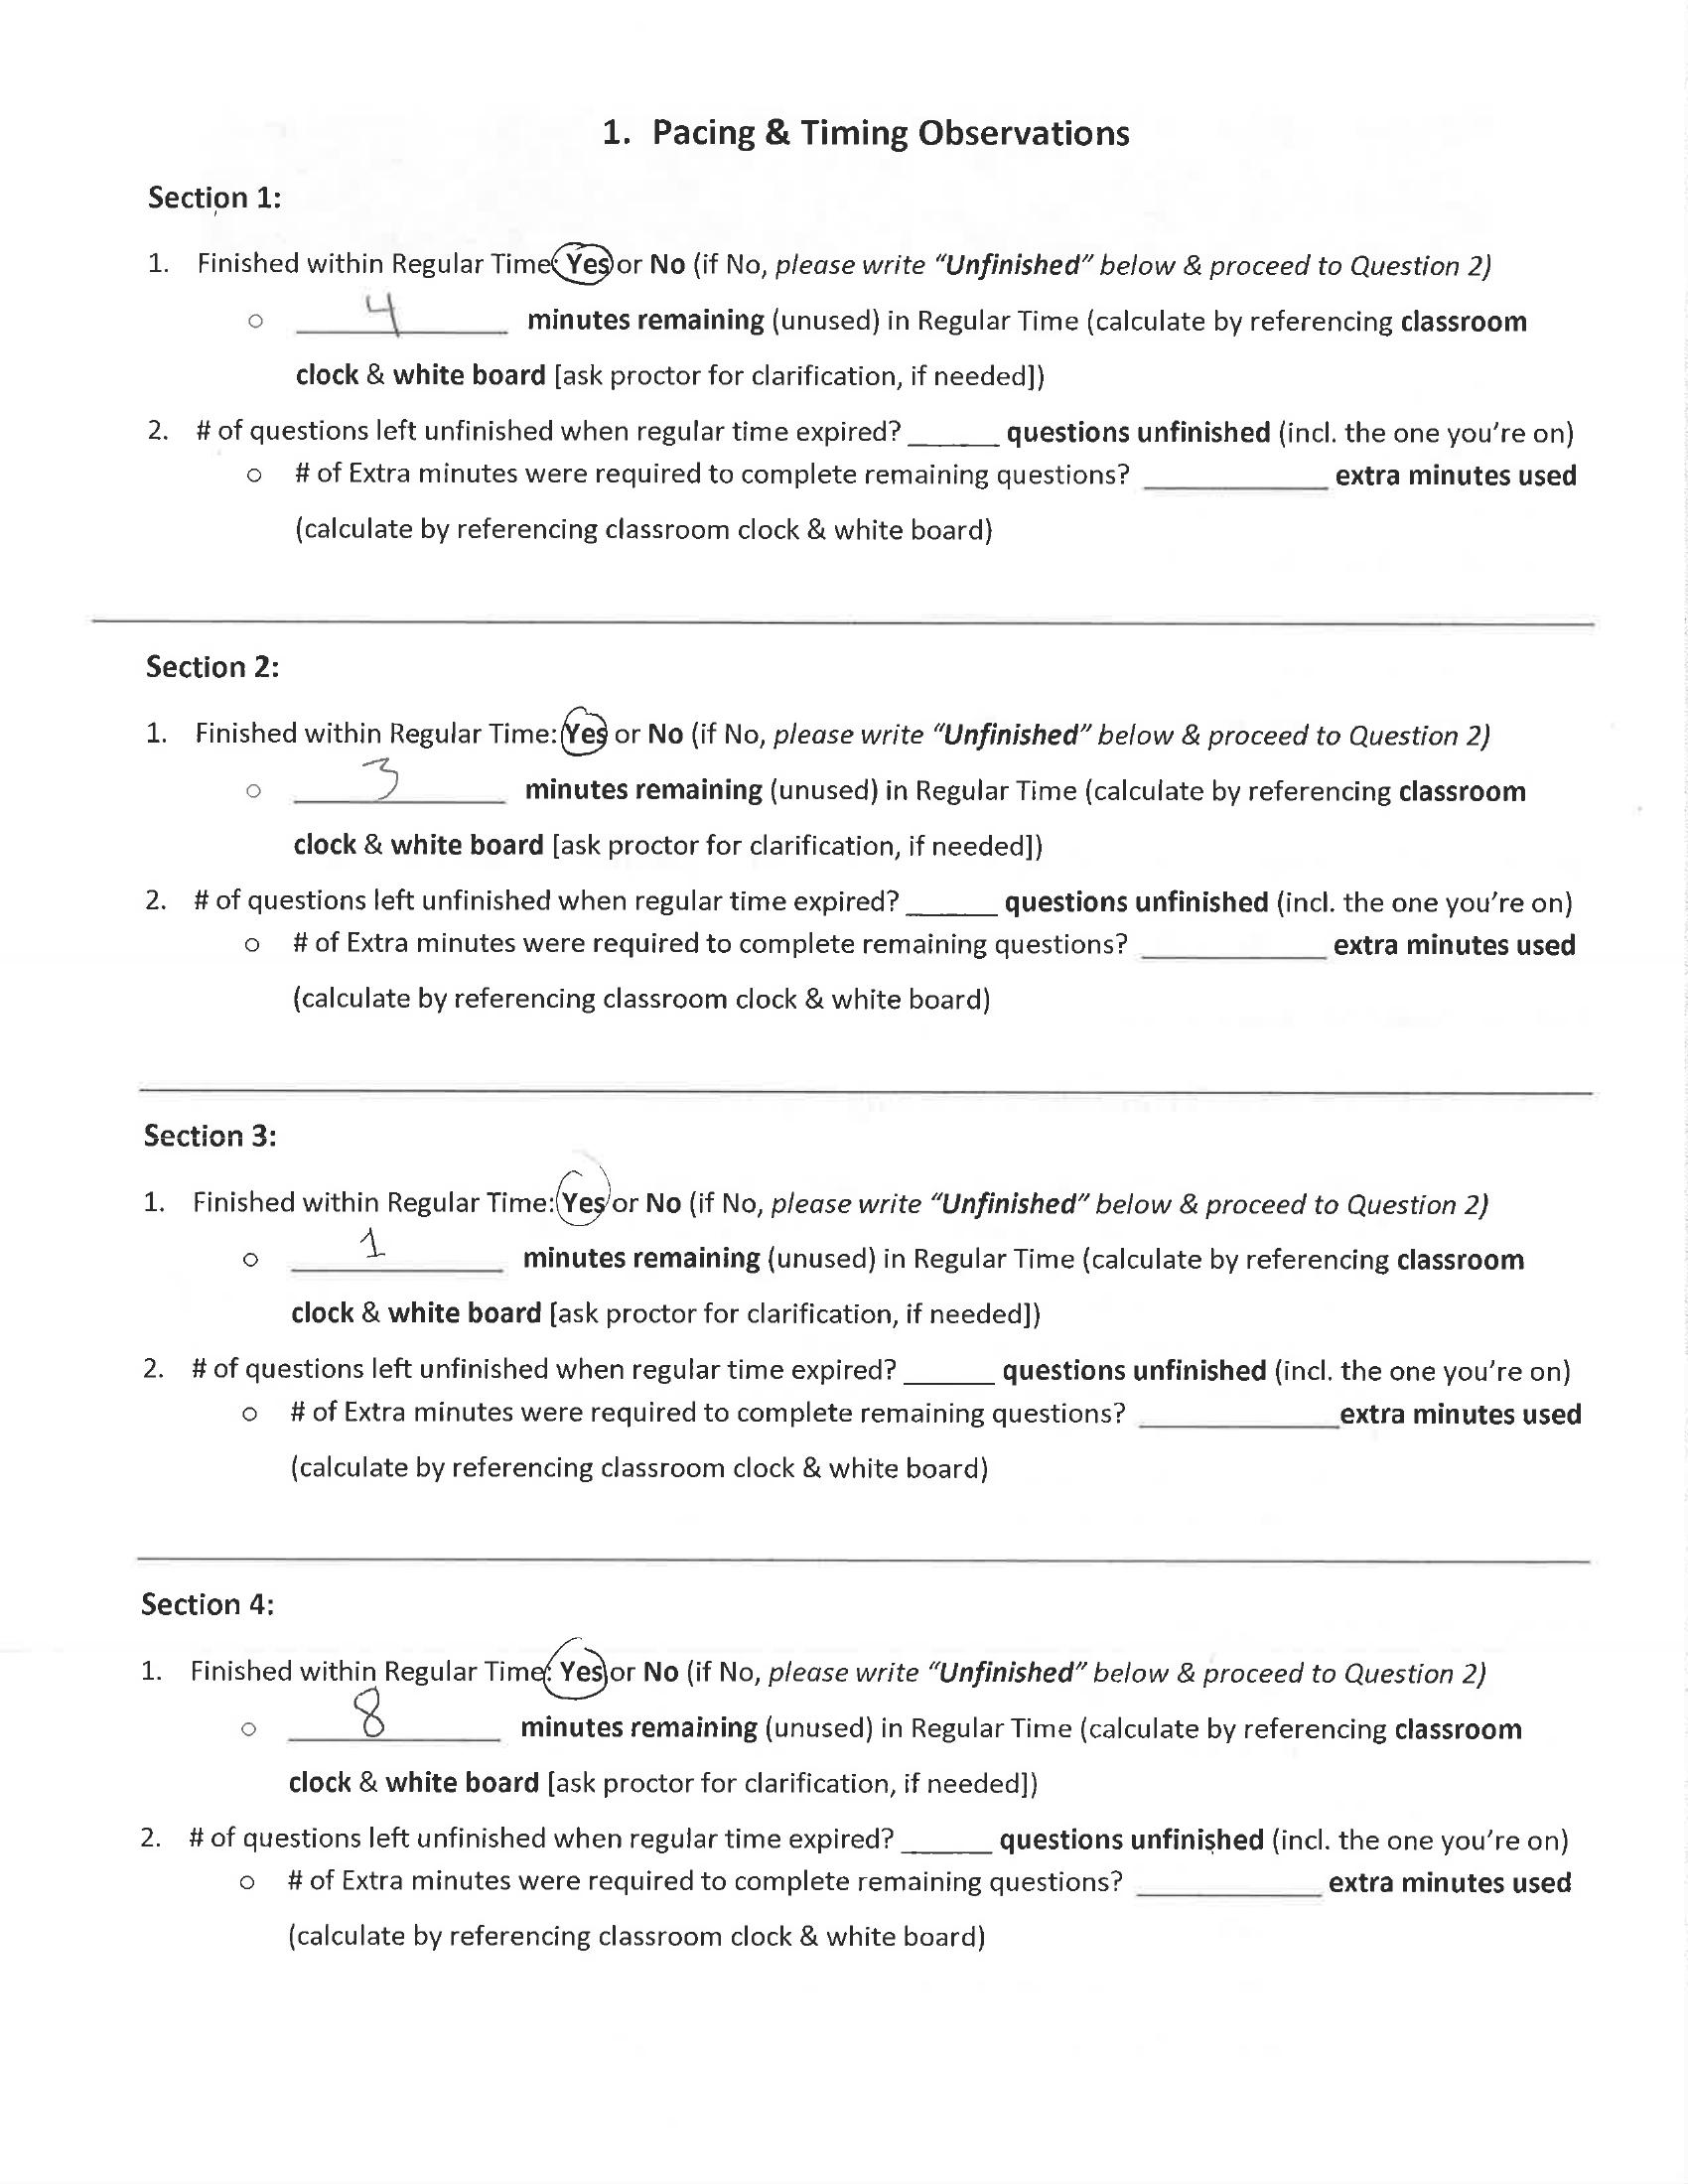 1. Pacing & Timing Observations
Section 1:
1. Finished within Regular Time: Yes or No (if No, please write “Unfinished” below & proceed to Question 2)
○ 4 minutes remaining (unused) in Regular Time (calculate by referencing classroom
clock & white board [ask proctor for clarification, if needed])
2. # of questions left unfinished when regular time expired? ______ questions unfinished (incl. the one you’re on)
○ # of Extra minutes were required to complete remaining questions? ____________ extra minutes used
(calculate by referencing classroom clock & white board)
Section 2:
1. Finished within Regular Time: Yes or No (if No, please write “Unfinished” below & proceed to Question 2)
○ 3 minutes remaining (unused) in Regular Time (calculate by referencing classroom
clock & white board [ask proctor for clarification, if needed])
2. # of questions left unfinished when regular time expired? ______ questions unfinished (incl. the one you’re on)
○ # of Extra minutes were required to complete remaining questions? ____________ extra minutes used
(calculate by referencing classroom clock & white board)
Section 3:
1. Finished within Regular Time: Yes or No (if No, please write “Unfinished” below & proceed to Question 2)
○ 1 minutes remaining (unused) in Regular Time (calculate by referencing classroom
clock & white board [ask proctor for clarification, if needed])
2. # of questions left unfinished when regular time expired? ______ questions unfinished (incl. the one you’re on)
○ # of Extra minutes were required to complete remaining questions? _____________extra minutes used
(calculate by referencing classroom clock & white board)
Section 4:
1. Finished within Regular Time: Yes or No (if No, please write “Unfinished” below & proceed to Question 2)
○ 8 minutes remaining (unused) in Regular Time (calculate by referencing classroom
clock & white board [ask proctor for clarification, if needed])
2. # of questions left unfinished when regular time expired? ______ questions unfinished (incl. the one you’re on)
○ # of Extra minutes were required to complete remaining questions? ____________ extra minutes used
(calculate by referencing classroom clock & white board)